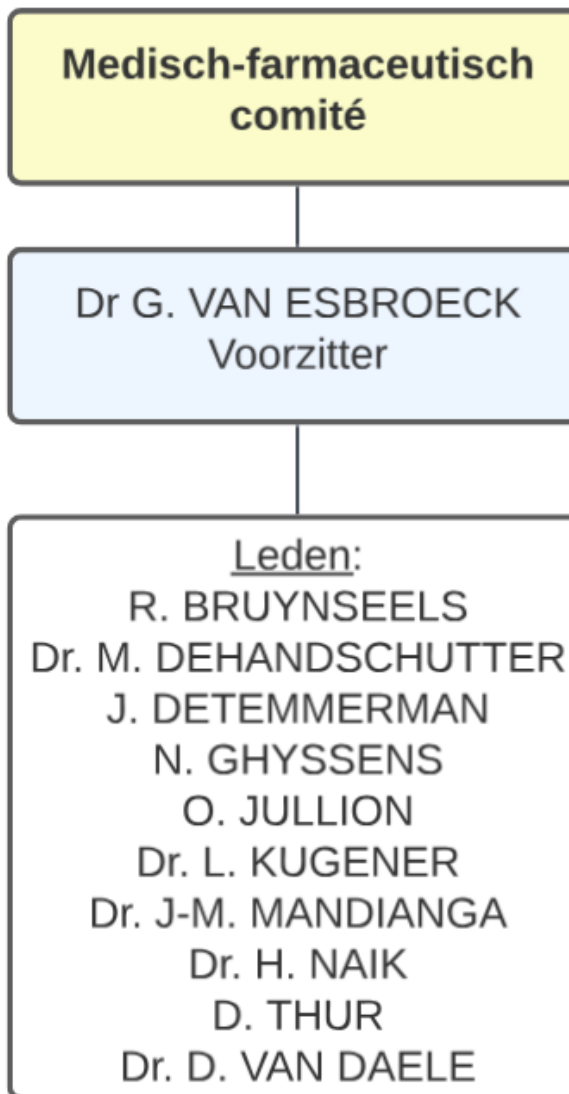 Medisch-farmaceutisch
comité
Dr G. VAN ESBROECK
Voorzitter
Leden:
R. BRUYNSEELS
Dr. M. DEHANDSCHUTTER
J. DETEMMERMAN
N. GHYSSENS
O. JULLION
Dr. L. KUGENER
Dr. J-M. MANDIANGA
Dr. H. NAIK
D. THUR
Dr. D. VAN DAELE